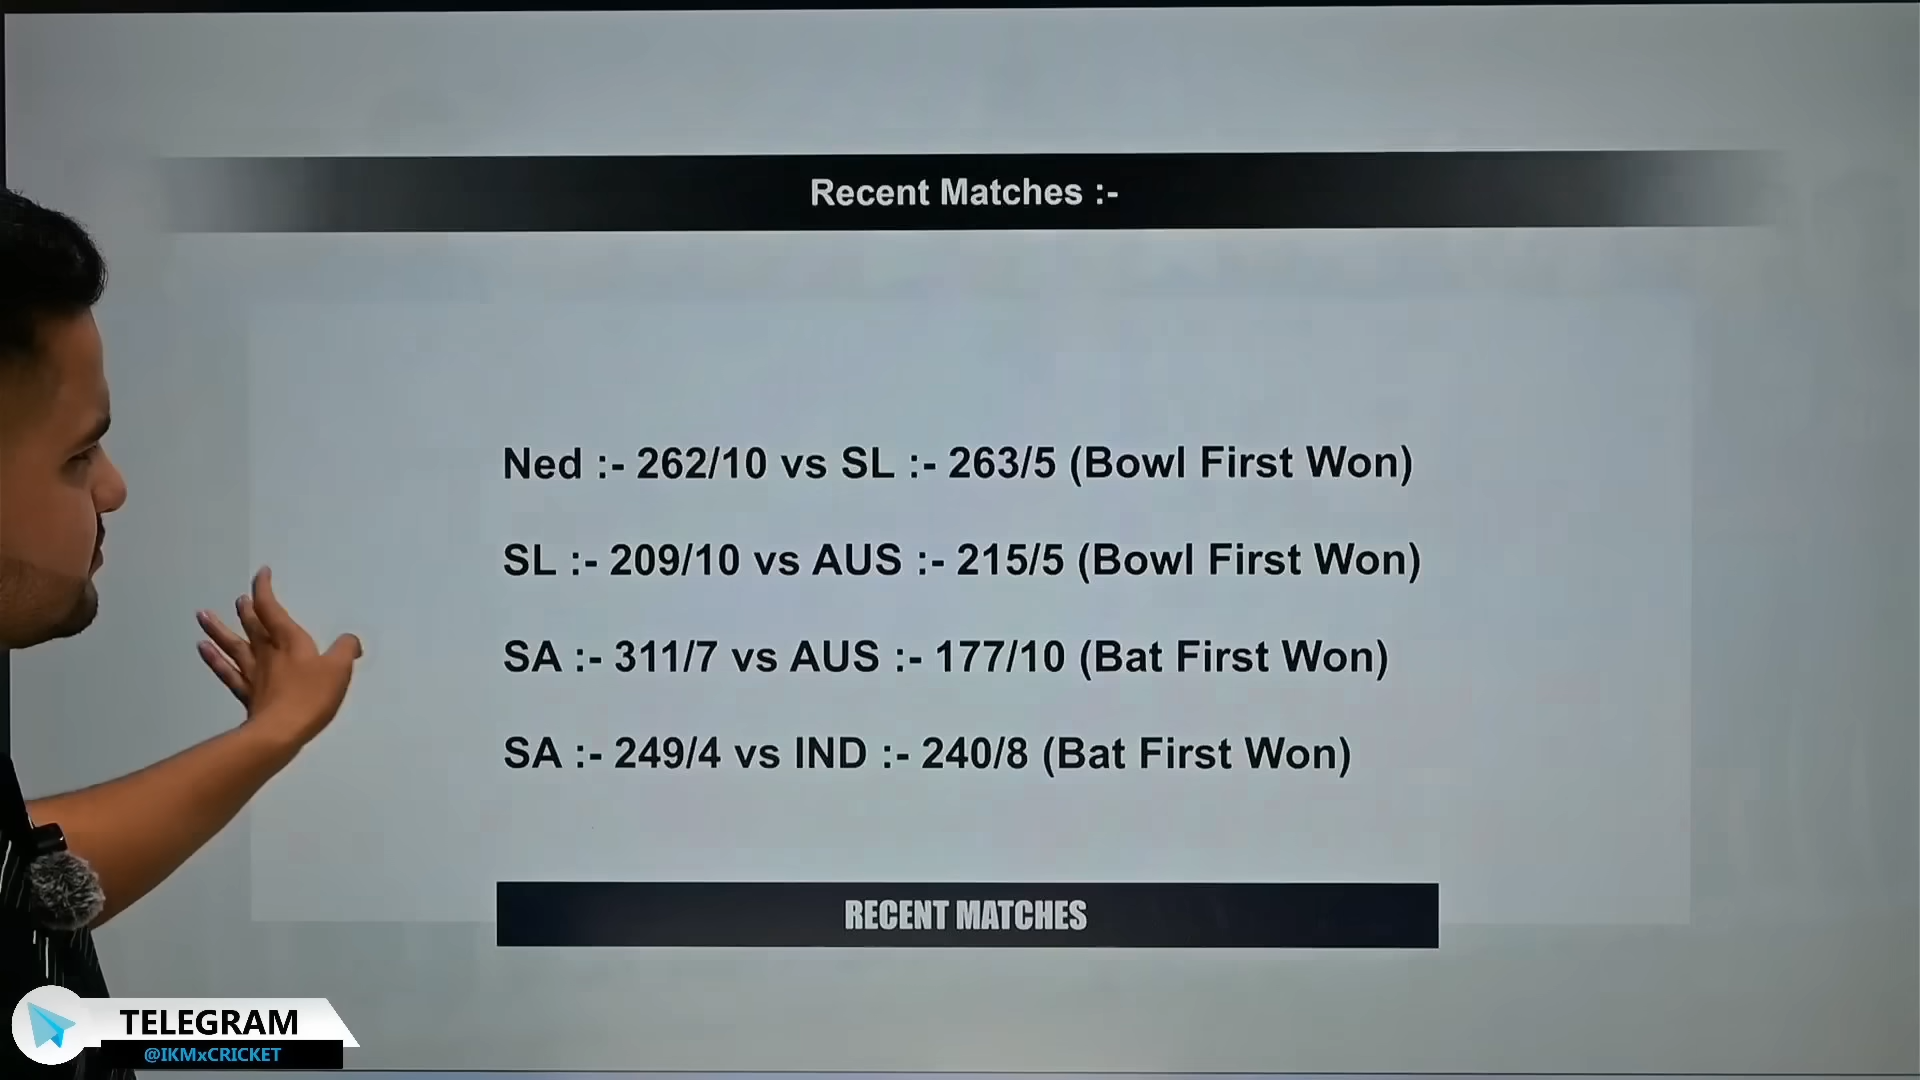 Recent Matches :-
Ned :- 262/10 vs SL :- 263/5 (Bowl First Won)
SL :- 209/10 vs AUS :- 215/5 (Bowl First Won)
SA :- 311/7 vs AUS :- 177/10 (Bat First Won)
SA :- 249/4 vs IND :- 240/8 (Bat First Won)
RECENT MATCHES
TELEGRAM
@IKMxCRICKET